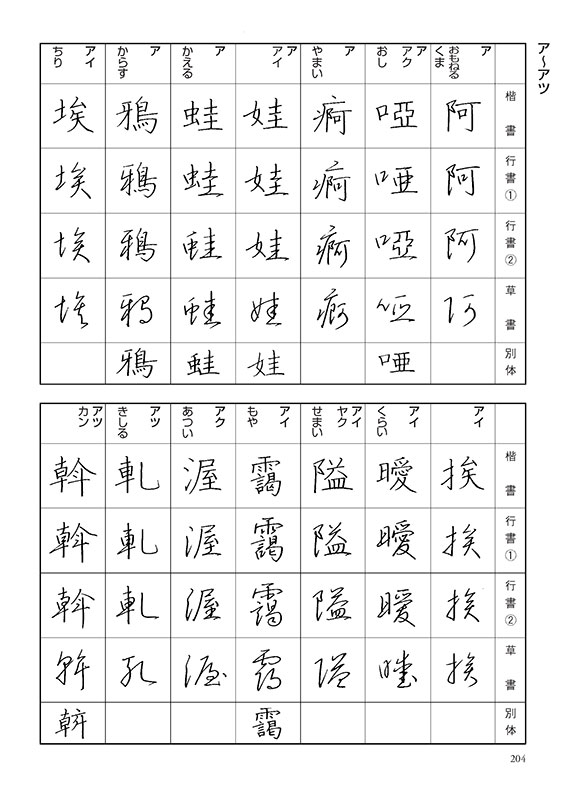 ア〜アツ
楷書
行書①
行書②
草書
別体
ア
おもねる
くま
阿
阿
阿
阿
ア
アク
おし
啞
唖
啞
唖
唖
ア
やまい
痾
痾
痾
痾
ア
アイ
娃
娃
娃
娃
娃
ア
かえる
蛙
蛙
蛙
蛙
蛙
ア
からす
鴉
鴉
鴉
鴉
鴉
アイ
ちり
埃
埃
埃
埃
楷書
行書①
行書②
草書
別体
アイ
挨
挨
挨
挨
アイ
くらい
曖
曖
曖
曖
アイ
ヤク
せまい
隘
隘
隘
隘
アイ
もや
靄
靄
靄
靄
靄
アク
あつい
渥
渥
渥
渥
アツ
きしる
軋
軋
軋
軋
アツ
カン
斡
斡
斡
斡
斡
204